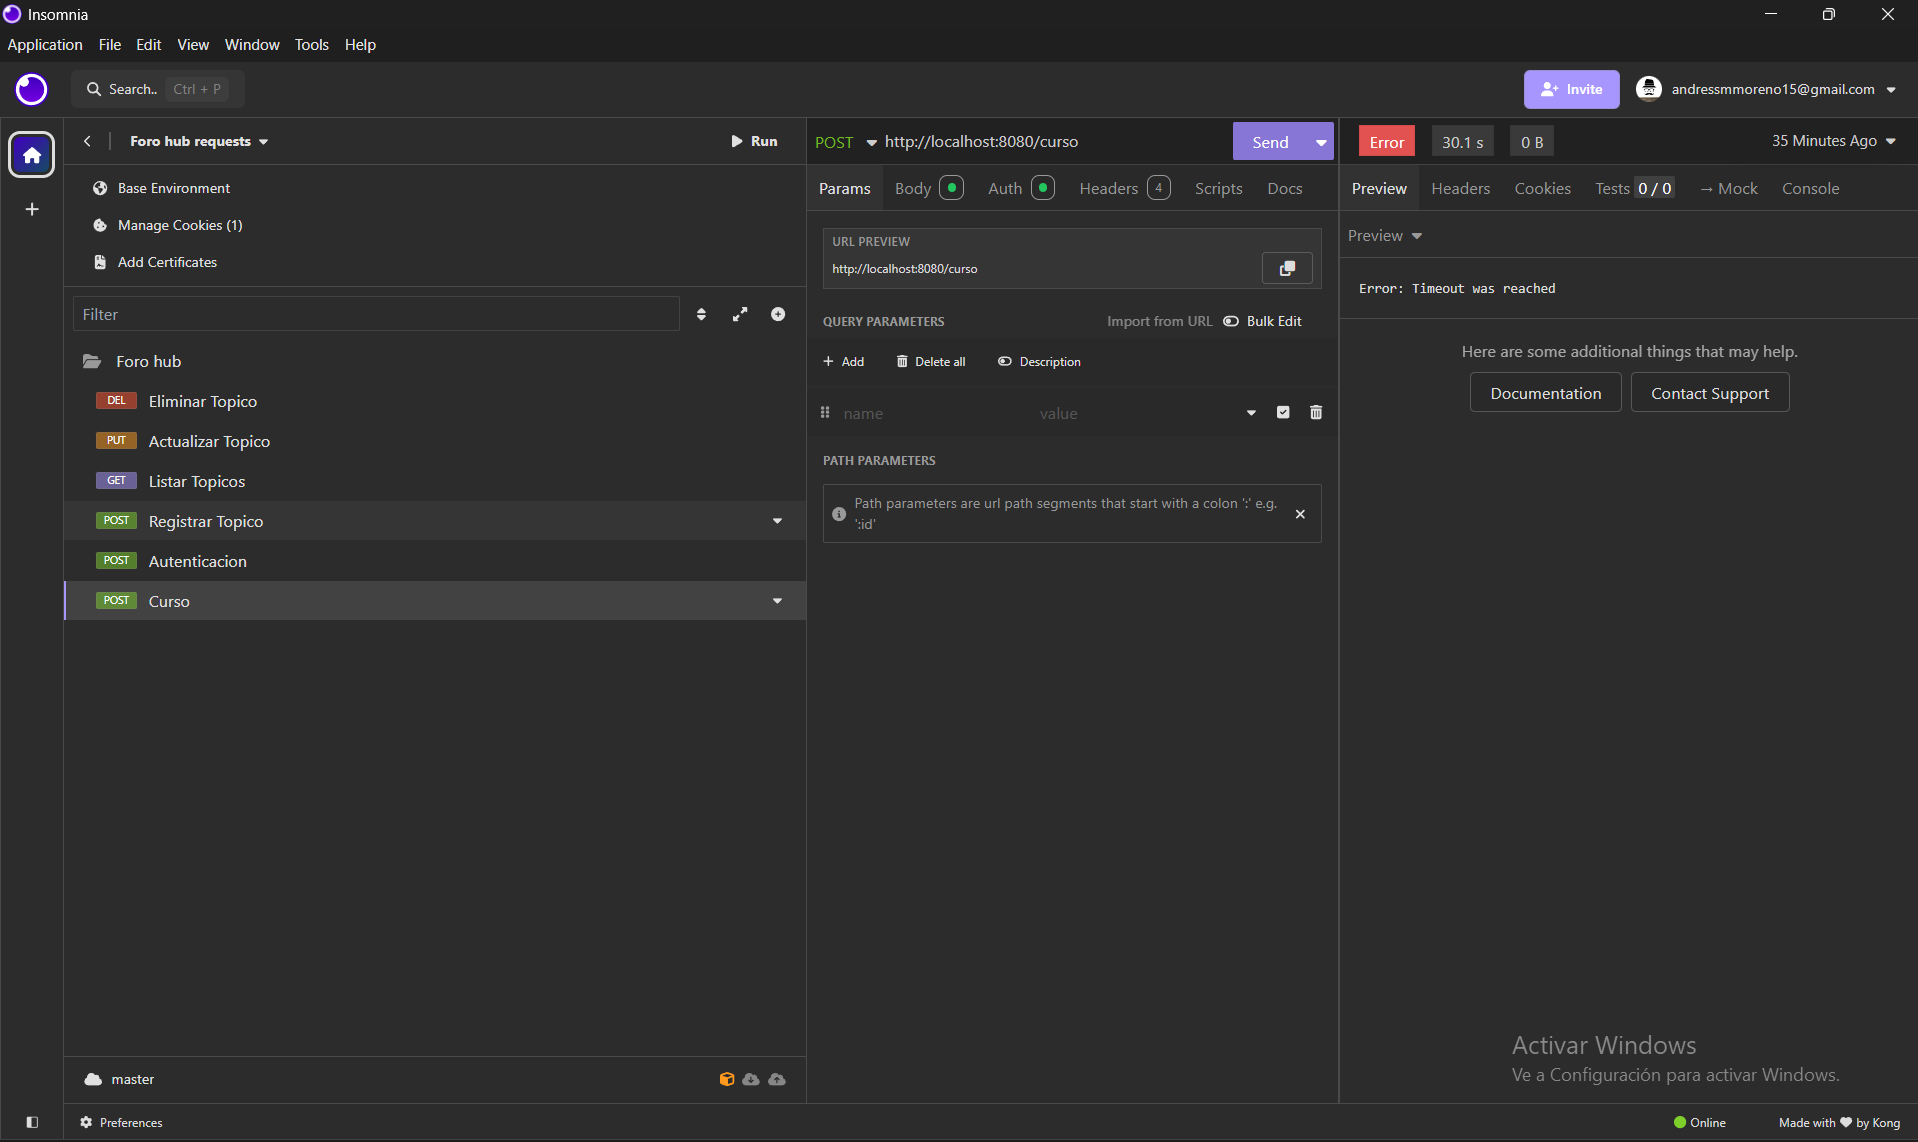 Insomnia
Application File Edit View Window Tools Help
Search.. Ctrl + P
Invite andressmmoreno15@gmail.com
Foro hub requests
Run
Base Environment
Manage Cookies (1)
Add Certificates
Filter
Foro hub
DEL Eliminar Topico
PUT Actualizar Topico
GET Listar Topicos
POST Registrar Topico
POST Autenticacion
POST Curso
master
Preferences
POST http://localhost:8080/curso
Send
Params Body Auth Headers 4 Scripts Docs
URL PREVIEW
http://localhost:8080/curso
QUERY PARAMETERS Import from URL Bulk Edit
+ Add Delete all Description
name value
PATH PARAMETERS
Path parameters are url path segments that start with a colon ':' e.g.
':id'
Error 30.1 s 0 B 35 Minutes Ago
Preview Headers Cookies Tests 0 / 0 → Mock Console
Preview
Error: Timeout was reached
Here are some additional things that may help.
Documentation Contact Support
Activar Windows
Ve a Configuración para activar Windows.
Online Made with ♥ by Kong